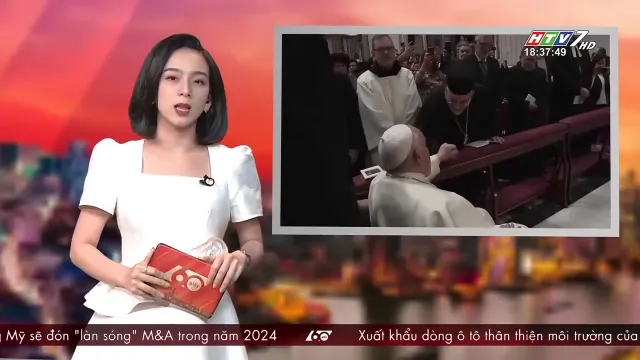 HTV7 HD
18:37:49
g Mỹ sẽ đón "làn sóng" M&A trong năm 2024 60 Xuất khẩu dòng ô tô thân thiện môi trường của